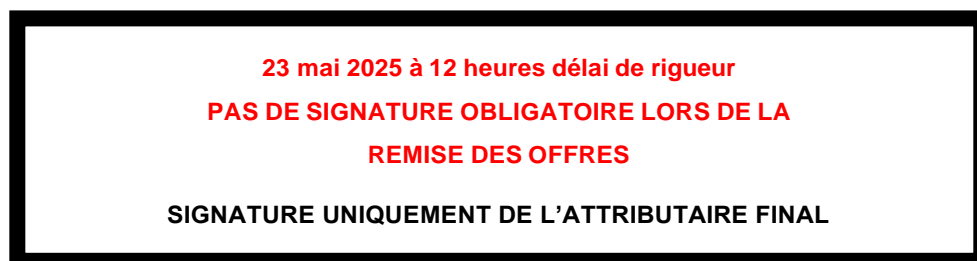 23 mai 2025 à 12 heures délai de rigueur
PAS DE SIGNATURE OBLIGATOIRE LORS DE LA
REMISE DES OFFRES
SIGNATURE UNIQUEMENT DE L’ATTRIBUTAIRE FINAL